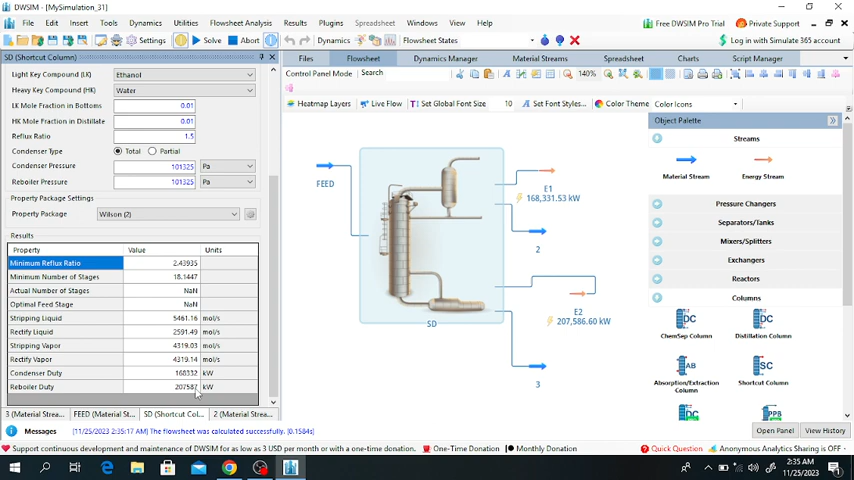 DWSIM - [MySimulation_31]
File Edit Tools Dynamics Utilities Flowsheet Analysis Results Plugins Spreadsheet Windows View Help Free DWSIM Pro Trial Private Support
Settings Solve Abort Dynamics Flowsheet States Log in with Simulate 365 account
SD (Shortcut Column)
Files Flowsheet Dynamics Manager Material Streams Spreadsheet Charts Script Manager
Control Panel Mode Search 140%
Heatmap Layers Live Flow Set Global Font Size 10 Set Font Styles... Color Theme Color Icons
Light Key Compound (LK) Ethanol
Heavy Key Compound (HK) Water
LK Mole Fraction in Bottoms 0.01
HK Mole Fraction in Distillate 0.01
Reflux Ratio 1.5
Condenser Type Total Partial
Condenser Pressure 101325 Pa
Reboiler Pressure 101325 Pa
Property Package Settings
Property Package Wilson (2)
Results
Property Value Units
Minimum Reflux Ratio 2.43935
Minimum Number of Stages 18.1447
Actual Number of Stages NaN
Optimal Feed Stage NaN
Stripping Liquid 5461.16 mol/s
Rectify Liquid 2591.49 mol/s
Stripping Vapor 4319.03 mol/s
Rectify Vapor 4319.14 mol/s
Condenser Duty 168332 kW
Reboiler Duty 207587 kW
FEED
E1
168,331.53 kW
2
E2
207,586.60 kW
SD
3
Object Palette
Streams
Material Stream Energy Stream
Pressure Changers
Separators/Tanks
Mixers/Splitters
Exchangers
Reactors
Columns
ChemSep Column Distillation Column
Absorption/Extraction Column Shortcut Column
3 (Material Strea... FEED (Material St... SD (Shortcut Col... 2 (Material Strea...
Open Panel View History
Messages [11/25/2023 2:35:17 AM] The flowsheet was calculated successfully. [0.1584s]
Support continuous development and maintenance of DWSIM for as low as 3 USD per month or with a one-time donation. One-Time Donation Monthly Donation Quick Question Anonymous Analytics Sharing is OFF
2:35 AM
11/25/2023